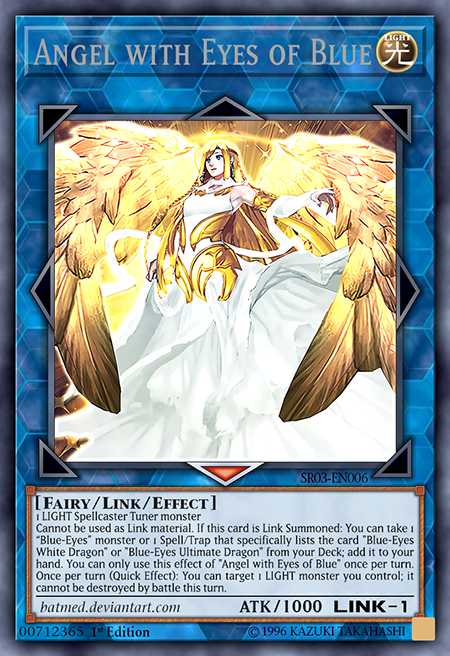 ANGEL WITH EYES OF BLUE
LIGHT
光
SR03-EN006
[FAIRY/LINK/EFFECT]
1 LIGHT Spellcaster Tuner monster
Cannot be used as Link material. If this card is Link Summoned: You can take 1
"Blue-Eyes" monster or 1 Spell/Trap that specifically lists the card "Blue-Eyes
White Dragon" or "Blue-Eyes Ultimate Dragon" from your Deck; add it to your
hand. You can only use this effect of "Angel with Eyes of Blue" once per turn.
Once per turn (Quick Effect): You can target 1 LIGHT monster you control; it
cannot be destroyed by battle this turn.
batmed.deviantart.com ATK/1000 LINK-1
00712365 1st Edition ©1996 KAZUKI TAKAHASHI